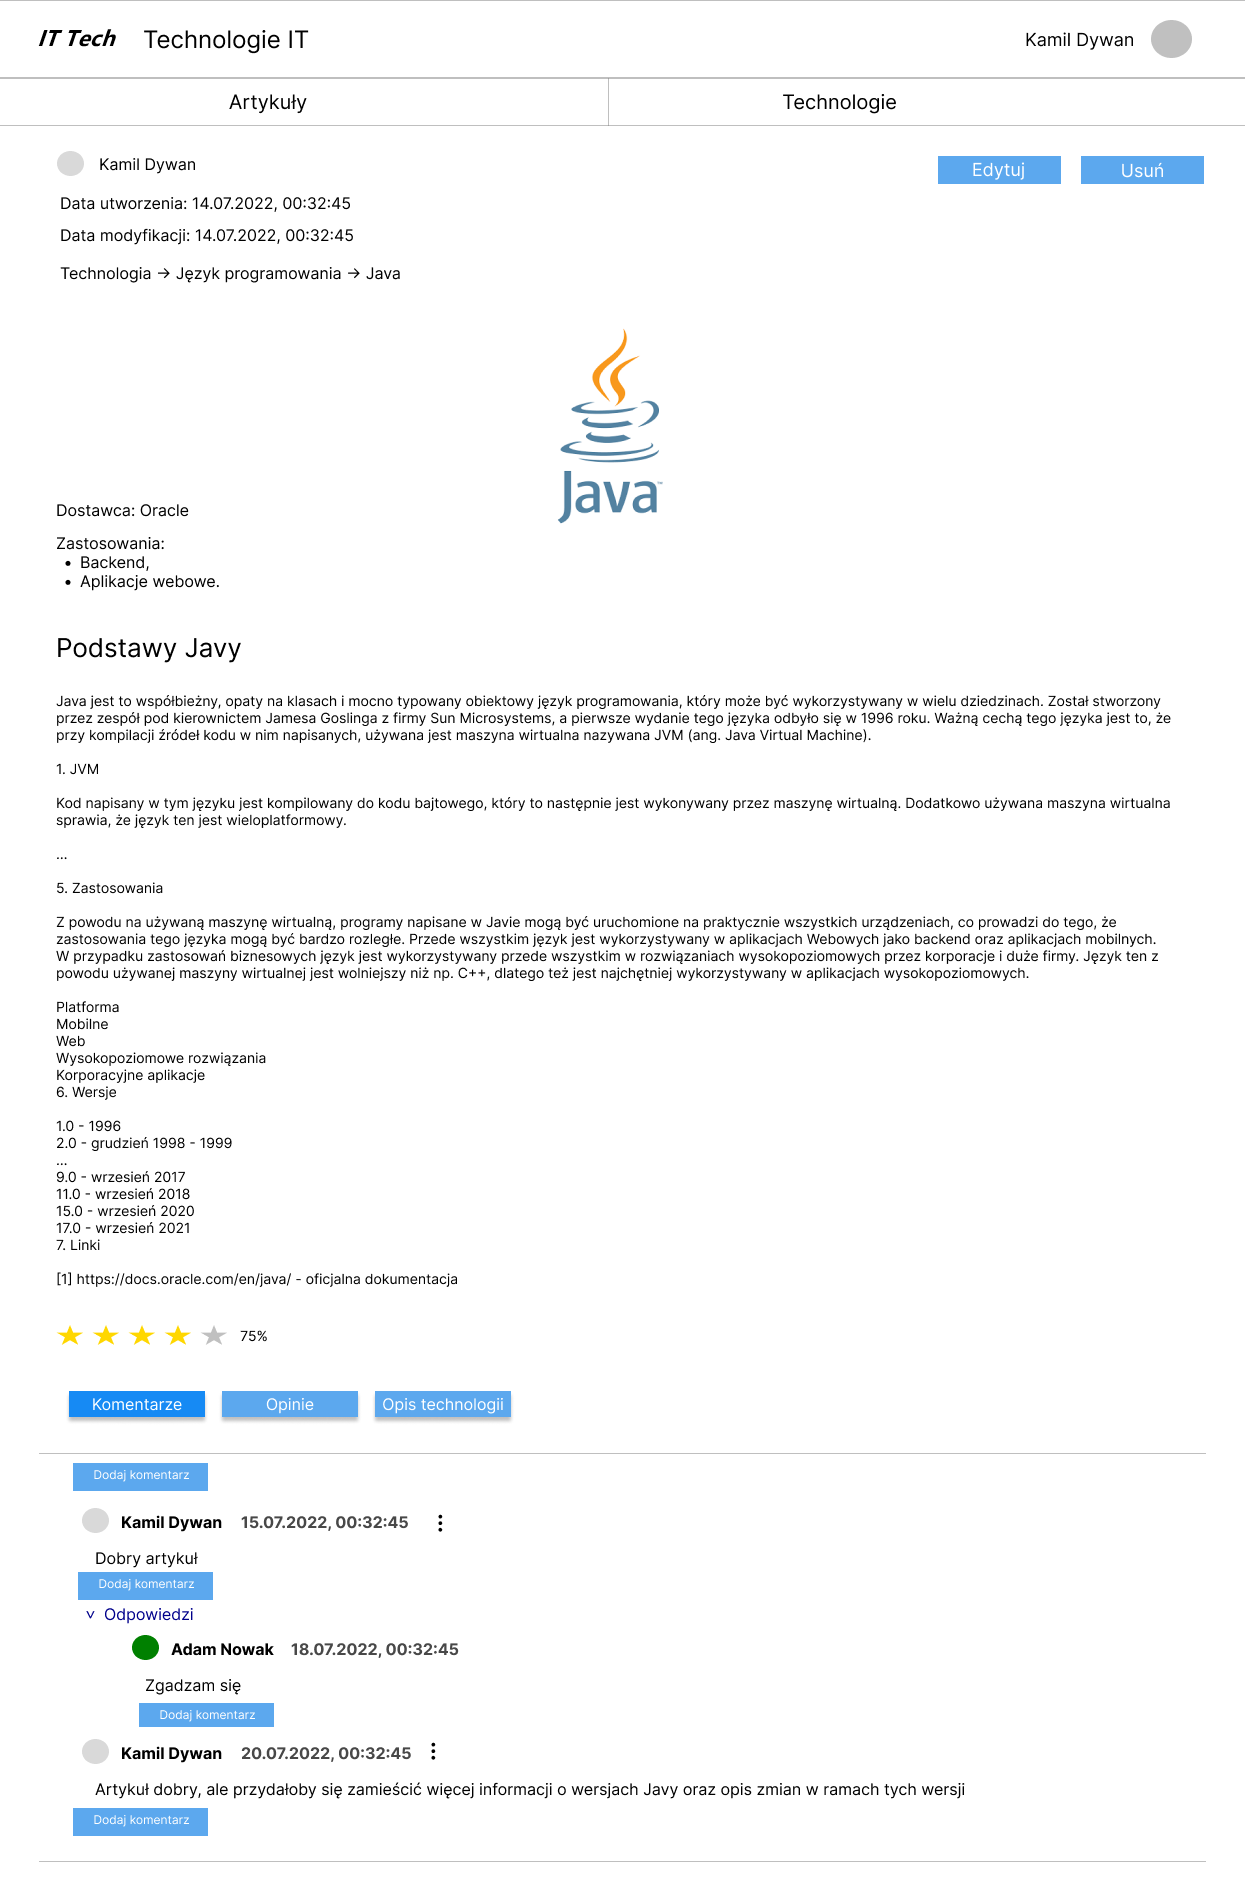 IT Tech
Technologie IT
Kamil Dywan
Artykuły
Technologie
Kamil Dywan
Edytuj
Usuń
Data utworzenia: 14.07.2022, 00:32:45
Data modyfikacji: 14.07.2022, 00:32:45
Technologia → Język programowania → Java
Java™
Dostawca: Oracle
Zastosowania:
• Backend,
• Aplikacje webowe.
Podstawy Javy
Java jest to współbieżny, opaty na klasach i mocno typowany obiektowy język programowania, który może być wykorzystywany w wielu dziedzinach. Został stworzony
przez zespół pod kierownictem Jamesa Goslinga z firmy Sun Microsystems, a pierwsze wydanie tego języka odbyło się w 1996 roku. Ważną cechą tego języka jest to, że
przy kompilacji źródeł kodu w nim napisanych, używana jest maszyna wirtualna nazywana JVM (ang. Java Virtual Machine).
1. JVM
Kod napisany w tym języku jest kompilowany do kodu bajtowego, który to następnie jest wykonywany przez maszynę wirtualną. Dodatkowo używana maszyna wirtualna
sprawia, że język ten jest wieloplatformowy.
...
5. Zastosowania
Z powodu na używaną maszynę wirtualną, programy napisane w Javie mogą być uruchomione na praktycznie wszystkich urządzeniach, co prowadzi do tego, że
zastosowania tego języka mogą być bardzo rozległe. Przede wszystkim język jest wykorzystywany w aplikacjach Webowych jako backend oraz aplikacjach mobilnych.
W przypadku zastosowań biznesowych język jest wykorzystywany przede wszystkim w rozwiązaniach wysokopoziomowych przez korporacje i duże firmy. Język ten z
powodu używanej maszyny wirtualnej jest wolniejszy niż np. C++, dlatego też jest najchętniej wykorzystywany w aplikacjach wysokopoziomowych.
Platforma
Mobilne
Web
Wysokopoziomowe rozwiązania
Korporacyjne aplikacje
6. Wersje
1.0 - 1996
2.0 - grudzień 1998 - 1999
...
9.0 - wrzesień 2017
11.0 - wrzesień 2018
15.0 - wrzesień 2020
17.0 - wrzesień 2021
7. Linki
[1] https://docs.oracle.com/en/java/ - oficjalna dokumentacja
75%
Komentarze
Opinie
Opis technologii
Dodaj komentarz
Kamil Dywan 15.07.2022, 00:32:45
Dobry artykuł
Dodaj komentarz
Odpowiedzi
Adam Nowak 18.07.2022, 00:32:45
Zgadzam się
Dodaj komentarz
Kamil Dywan 20.07.2022, 00:32:45
Artykuł dobry, ale przydałoby się zamieścić więcej informacji o wersjach Javy oraz opis zmian w ramach tych wersji
Dodaj komentarz